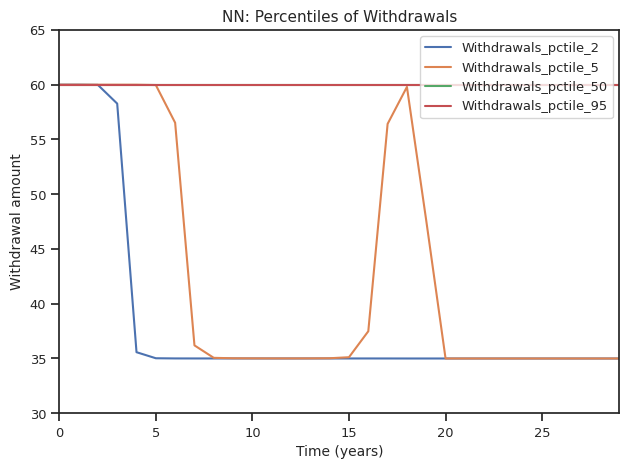 NN: Percentiles of Withdrawals
65
60
55
50
45
40
35
30
Withdrawal amount
Withdrawals_pctile_2
Withdrawals_pctile_5
Withdrawals_pctile_50
Withdrawals_pctile_95
0
5
10
15
20
25
Time (years)